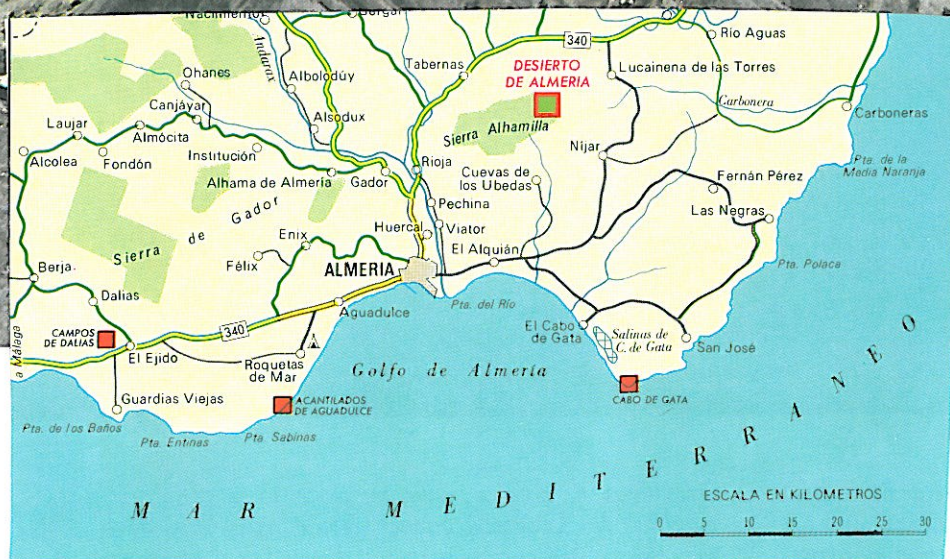 Nacimiento
Gérgal
Andarax
340
Río Aguas
Ohanes
Alboloduy
Tabernas
DESIERTO
DE ALMERIA
Lucainena de las Torres
Canjáyar
Alsodux
Carbonera
Carboneras
Laujar
Almócita
Sierra Alhamilla
Alcolea
Fondón
Institución
Rioja
Níjar
Pta. de la
Media Naranja
Alhama de Almería
Gador
Cuevas de
los Ubedas
Fernán Pérez
Pechina
Las Negras
Sierra de Gador
Huercal
Viator
Enix
El Alquián
Félix
ALMERIA
Pta. Polaca
Berja
Dalias
Pta. del Río
Aguadulce
a Málaga
CAMPOS
DE DALIAS
340
El Cabo
de Gata
Salinas de
C. de Gata
San José
El Ejido
Roquetas
de Mar
Golfo de Almería
Guardias Viejas
ACANTILADOS
DE AGUADULCE
CABO DE GATA
Pta. de los Baños
Pta. Entinas
Pta. Sabinas
MAR MEDITERRANEO
ESCALA EN KILOMETROS
0 5 10 15 20 25 30